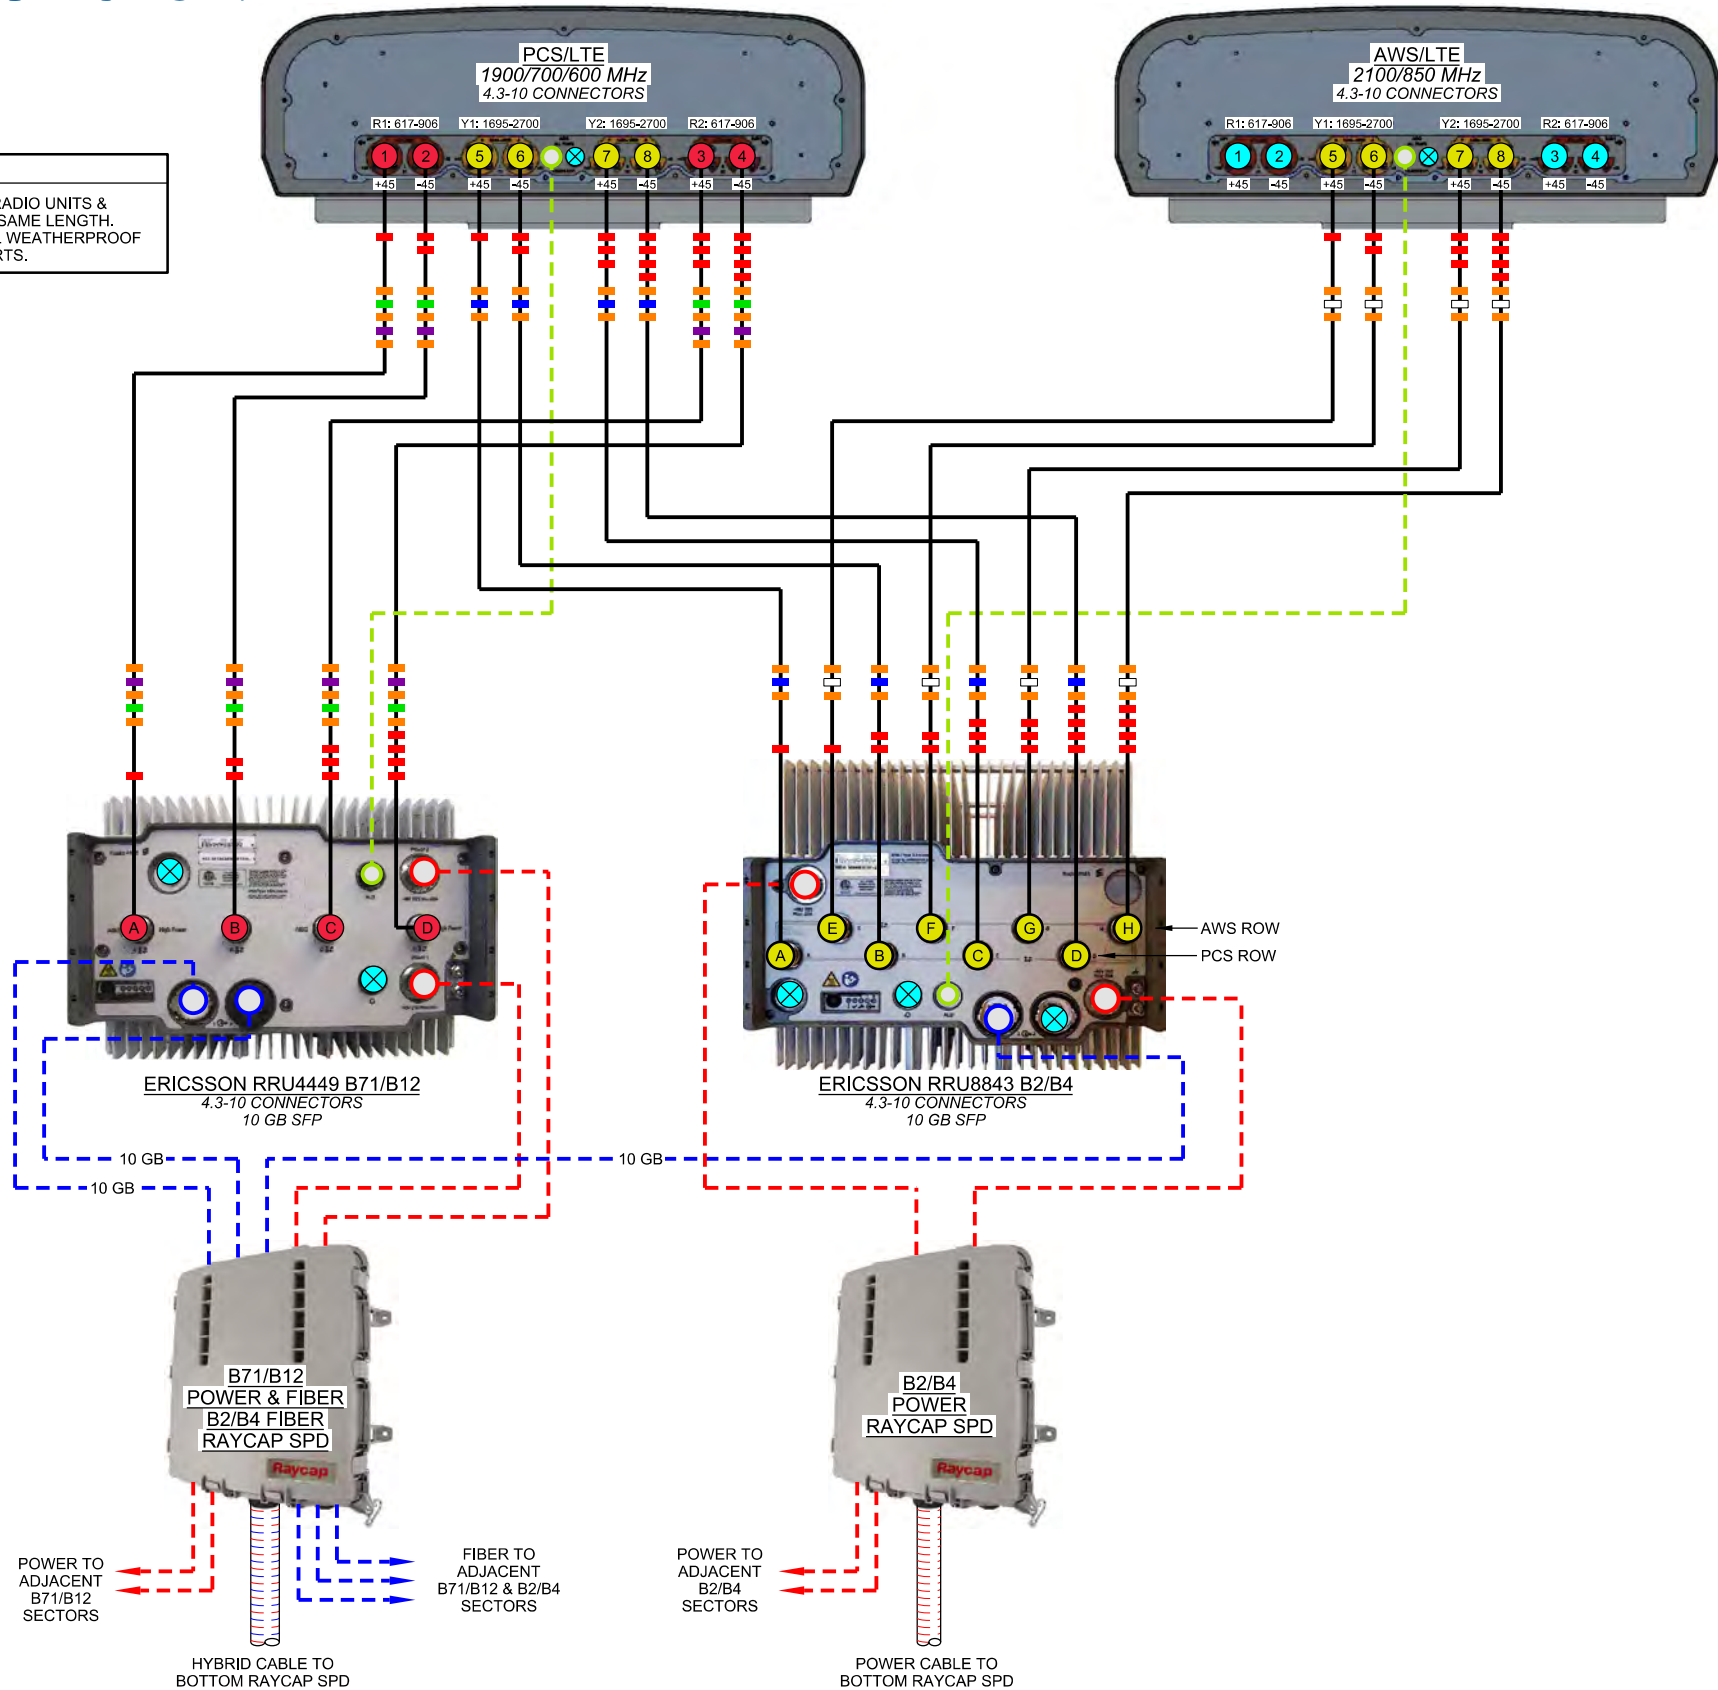 PCS/LTE
1900/700/600 MHz
4.3-10 CONNECTORS
R1: 617-906
Y1: 1695-2700
Y2: 1695-2700
R2: 617-906
1
2
5
6
7
8
3
4
+45
-45
+45
-45
+45
-45
+45
-45
AWS/LTE
2100/850 MHz
4.3-10 CONNECTORS
R1: 617-906
Y1: 1695-2700
Y2: 1695-2700
R2: 617-906
1
2
5
6
7
8
3
4
+45
-45
+45
-45
+45
-45
+45
-45
RADIO UNITS &
SAME LENGTH.
WEATHERPROOF
A
B
C
D
E
F
G
H
AWS ROW
A
B
C
D
PCS ROW
ERICSSON RRU4449 B71/B12
4.3-10 CONNECTORS
10 GB SFP
ERICSSON RRU8843 B2/B4
4.3-10 CONNECTORS
10 GB SFP
10 GB
10 GB
10 GB
B71/B12
POWER & FIBER
B2/B4 FIBER
RAYCAP SPD
Raycap
B2/B4
POWER
RAYCAP SPD
Raycap
POWER TO
ADJACENT
B71/B12
SECTORS
FIBER TO
ADJACENT
B71/B12 & B2/B4
SECTORS
POWER TO
ADJACENT
B2/B4
SECTORS
HYBRID CABLE TO
BOTTOM RAYCAP SPD
POWER CABLE TO
BOTTOM RAYCAP SPD